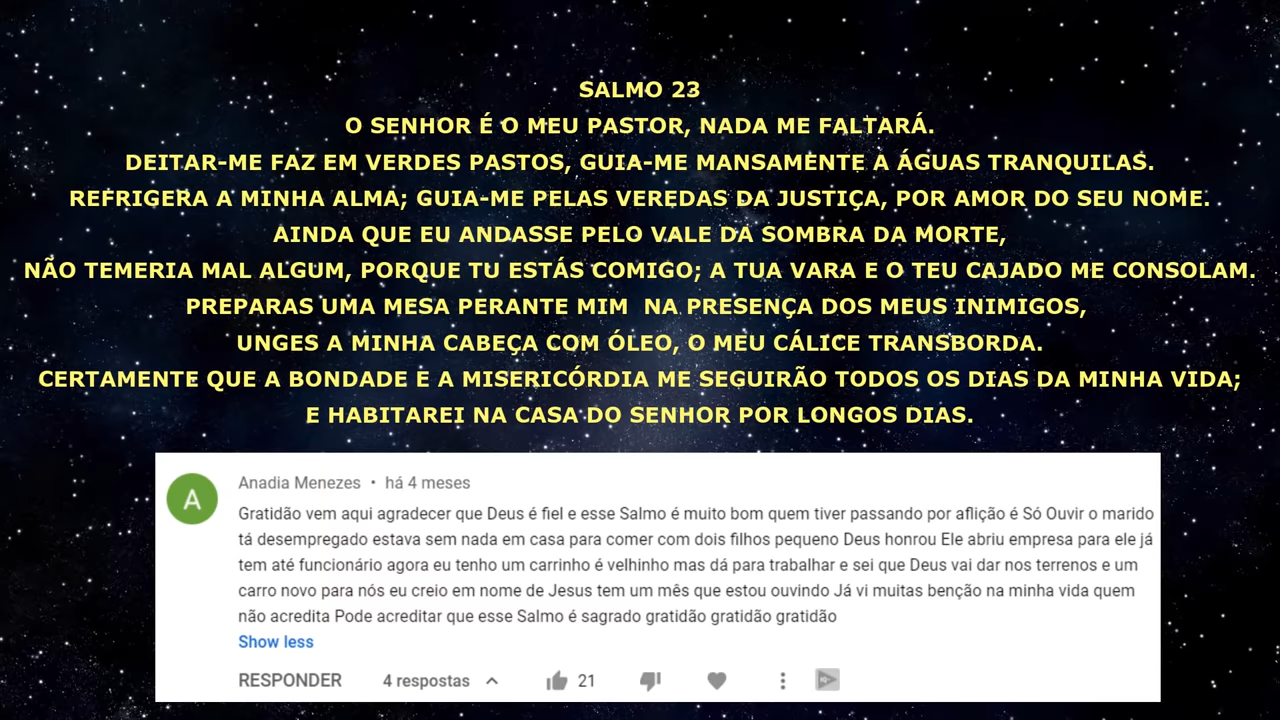 SALMO 23
O SENHOR É O MEU PASTOR, NADA ME FALTARÁ.
DEITAR-ME FAZ EM VERDES PASTOS, GUIA-ME MANSAMENTE A ÁGUAS TRANQUILAS.
REFRIGERA A MINHA ALMA; GUIA-ME PELAS VEREDAS DA JUSTIÇA, POR AMOR DO SEU NOME.
AINDA QUE EU ANDASSE PELO VALE DA SOMBRA DA MORTE,
NÃO TEMERIA MAL ALGUM, PORQUE TU ESTÁS COMIGO; A TUA VARA E O TEU CAJADO ME CONSOLAM.
PREPARAS UMA MESA PERANTE MIM  NA PRESENÇA DOS MEUS INIMIGOS,
UNGES A MINHA CABEÇA COM ÓLEO, O MEU CÁLICE TRANSBORDA.
CERTAMENTE QUE A BONDADE E A MISERICÓRDIA ME SEGUIRÃO TODOS OS DIAS DA MINHA VIDA;
E HABITAREI NA CASA DO SENHOR POR LONGOS DIAS.
A
Anadia Menezes • há 4 meses
Gratidão vem aqui agradecer que Deus é fiel e esse Salmo é muito bom quem tiver passando por aflição é Só Ouvir o marido
tá desempregado estava sem nada em casa para comer com dois filhos pequeno Deus honrou Ele abriu empresa para ele já
tem até funcionário agora eu tenho um carrinho é velhinho mas dá para trabalhar e sei que Deus vai dar nos terrenos e um
carro novo para nós eu creio em nome de Jesus tem um mês que estou ouvindo Já vi muitas benção na minha vida quem
não acredita Pode acreditar que esse Salmo é sagrado gratidão gratidão gratidão
Show less
RESPONDER 4 respostas 21